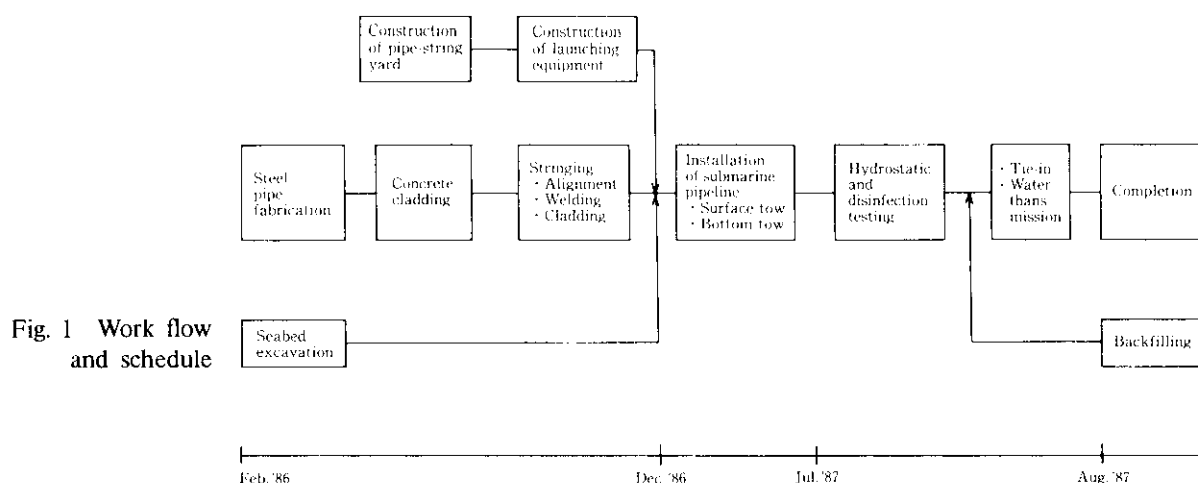 Construction
of pipe-string
yard
Construction
of launching
equipment
Steel
pipe
fabrication
Concrete
cladding
Stringing
・Alignment
・Welding
・Cladding
Installation
of submarine
pipeline
・Surface tow
・Bottom tow
Hydrostatic
and
disinfection
testing
・Tie-in
・Water
thans
mission
Completion
Fig. 1 Work flow
and schedule
Seabed
excavation
Backfilling
Feb. '86
Dec. '86
Jul. '87
Aug. '87